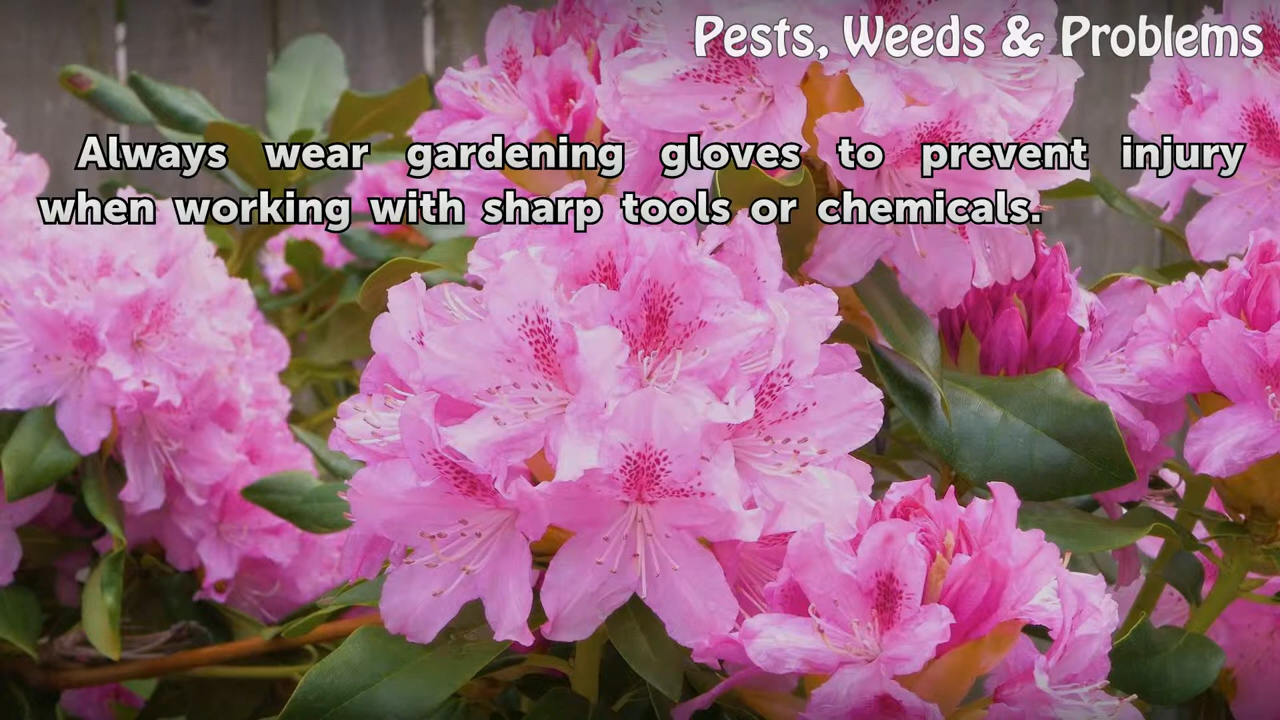 Pests, Weeds & Problems
Always wear gardening gloves to prevent injury
when working with sharp tools or chemicals.